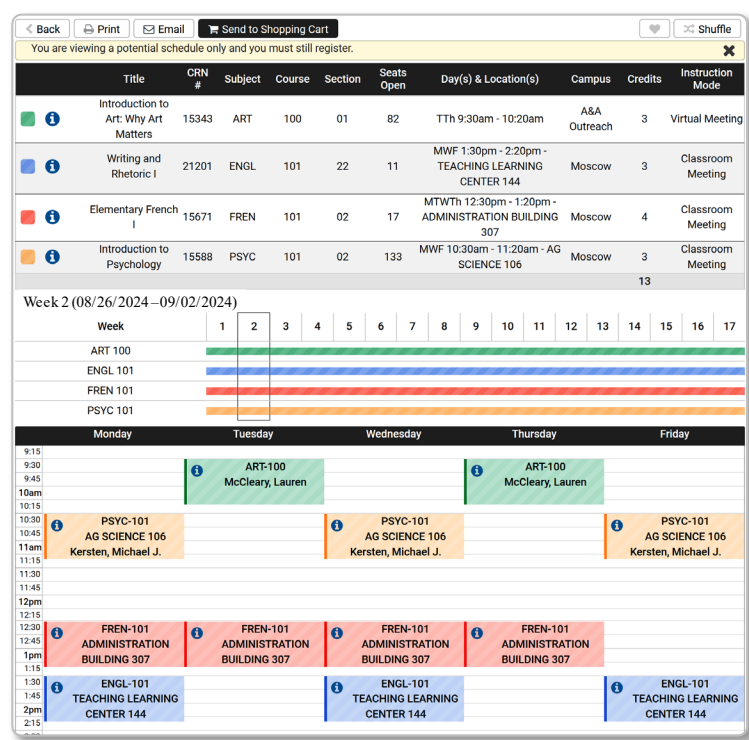 Back Print Email Send to Shopping Cart Shuffle
You are viewing a potential schedule only and you must still register.
Title CRN # Subject Course Section Seats Open Day(s) & Location(s) Campus Credits Instruction Mode
Introduction to Art: Why Art Matters 15343 ART 100 01 82 TTh 9:30am - 10:20am A&A Outreach 3 Virtual Meeting
Writing and Rhetoric I 21201 ENGL 101 22 11 MWF 1:30pm - 2:20pm - TEACHING LEARNING CENTER 144 Moscow 3 Classroom Meeting
Elementary French I 15671 FREN 101 02 17 MTWTh 12:30pm - 1:20pm - ADMINISTRATION BUILDING 307 Moscow 4 Classroom Meeting
Introduction to Psychology 15588 PSYC 101 02 133 MWF 10:30am - 11:20am - AG SCIENCE 106 Moscow 3 Classroom Meeting
13
Week 2 (08/26/2024 – 09/02/2024)
Week 1 2 3 4 5 6 7 8 9 10 11 12 13 14 15 16 17
ART 100
ENGL 101
FREN 101
PSYC 101
Monday Tuesday Wednesday Thursday Friday
9:15
9:30 ART-100 ART-100
9:45 McCleary, Lauren McCleary, Lauren
10am
10:15
10:30 PSYC-101 PSYC-101 PSYC-101
10:45 AG SCIENCE 106 AG SCIENCE 106 AG SCIENCE 106
11am Kersten, Michael J. Kersten, Michael J. Kersten, Michael J.
11:15
11:30
11:45
12pm
12:15
12:30 FREN-101 FREN-101 FREN-101 FREN-101
12:45 ADMINISTRATION ADMINISTRATION ADMINISTRATION ADMINISTRATION
1pm BUILDING 307 BUILDING 307 BUILDING 307 BUILDING 307
1:15
1:30 ENGL-101 ENGL-101 ENGL-101
1:45 TEACHING LEARNING TEACHING LEARNING TEACHING LEARNING
2pm CENTER 144 CENTER 144 CENTER 144
2:15